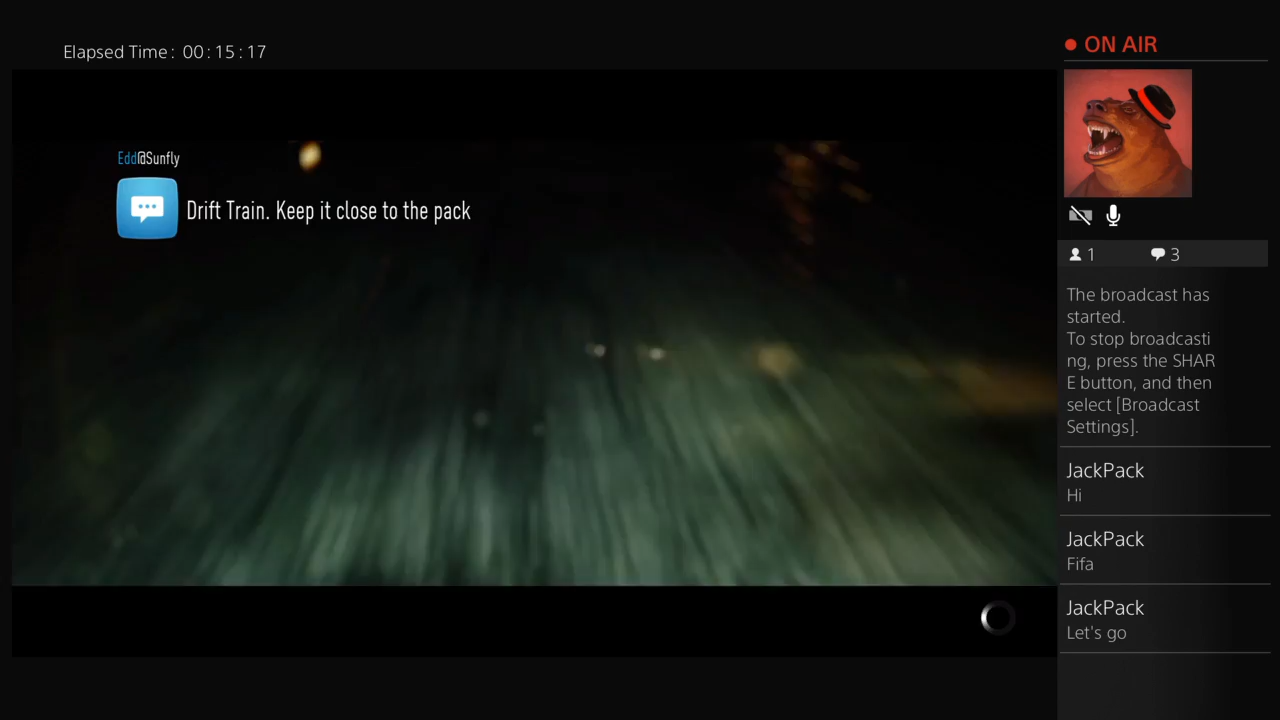 Elapsed Time: 00:15:17
ON AIR
Edd@Sunfly
Drift Train. Keep it close to the pack
1
3
The broadcast has
started.
To stop broadcasti
ng, press the SHAR
E button, and then
select [Broadcast
Settings].
JackPack
Hi
JackPack
Fifa
JackPack
Let's go